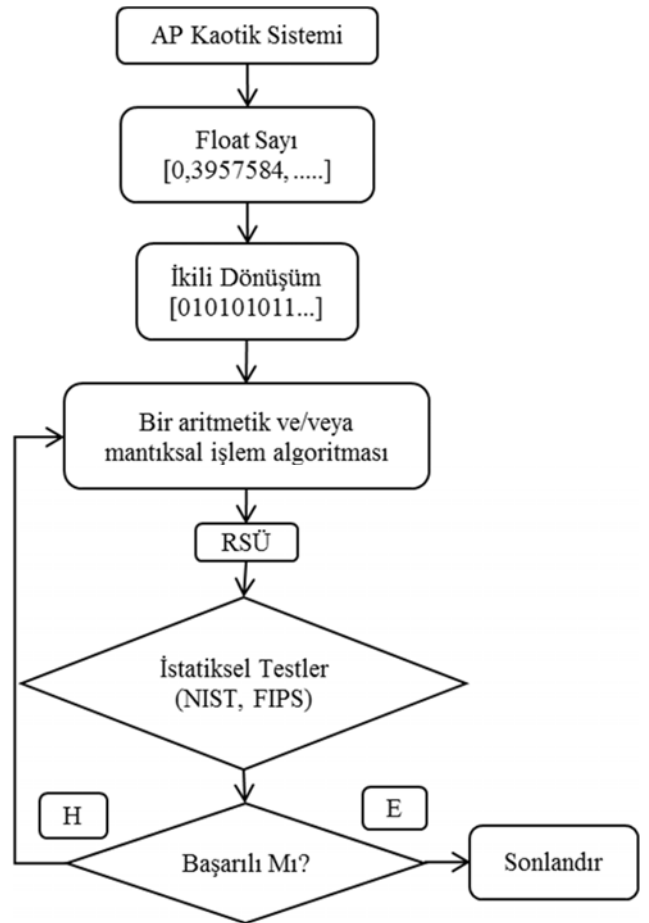 AP Kaotik Sistemi
Float Sayı
[0,3957584, .....]
İkili Dönüşüm
[010101011...]
Bir aritmetik ve/veya
mantıksal işlem algoritması
RSÜ
İstatiksel Testler
(NIST, FIPS)
H
E
Başarılı Mı?
Sonlandır